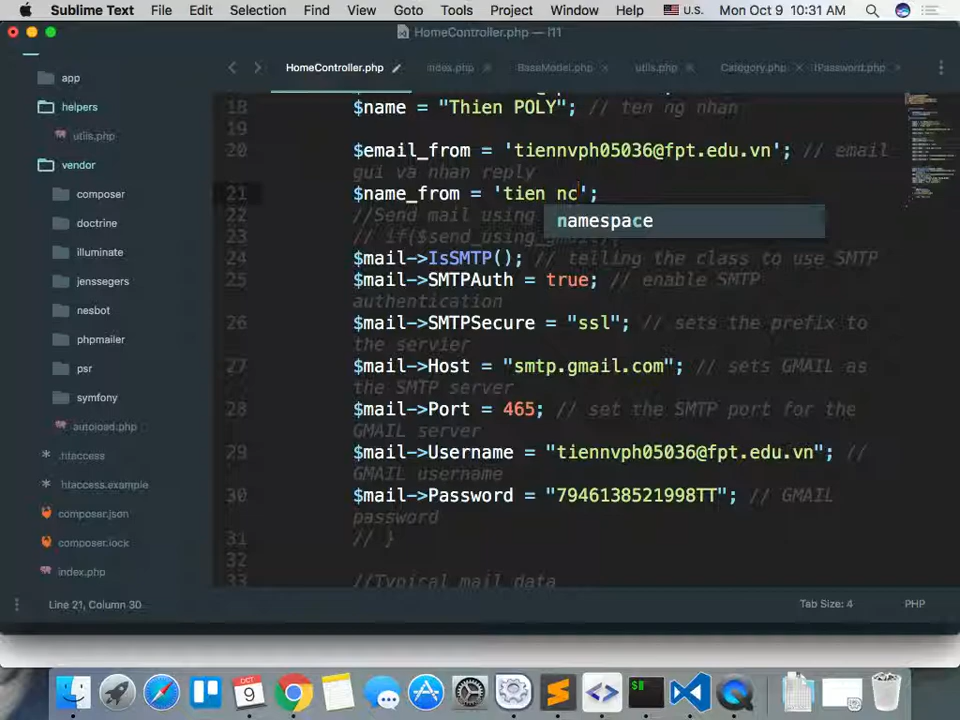 Sublime Text File Edit Selection Find View Goto Tools Project Window Help U.S. Mon Oct 9 10:31 AM
HomeController.php — l11
HomeController.php index.php BaseModel.php utils.php Category.php fPassword.php
app
helpers
utils.php
vendor
composer
doctrine
illuminate
jenssegers
nesbot
phpmailer
psr
symfony
autoload.php
.htaccess
.htaccess.example
composer.json
composer.lock
index.php
18 $name = "Thien POLY"; // ten ng nhan
19
20 $email_from = 'tiennvph05036@fpt.edu.vn'; // email
gui va nhan reply
21 $name_from = 'tien nc';
namespace
22 //Send mail using
23 // if($send_using_gmail){
24 $mail->IsSMTP(); // telling the class to use SMTP
25 $mail->SMTPAuth = true; // enable SMTP
authentication
26 $mail->SMTPSecure = "ssl"; // sets the prefix to
the servier
27 $mail->Host = "smtp.gmail.com"; // sets GMAIL as
the SMTP server
28 $mail->Port = 465; // set the SMTP port for the
GMAIL server
29 $mail->Username = "tiennvph05036@fpt.edu.vn"; //
GMAIL username
30 $mail->Password = "7946138521998TT"; // GMAIL
password
31 // }
32
33 //Typical mail data
Line 21, Column 30 Tab Size: 4 PHP